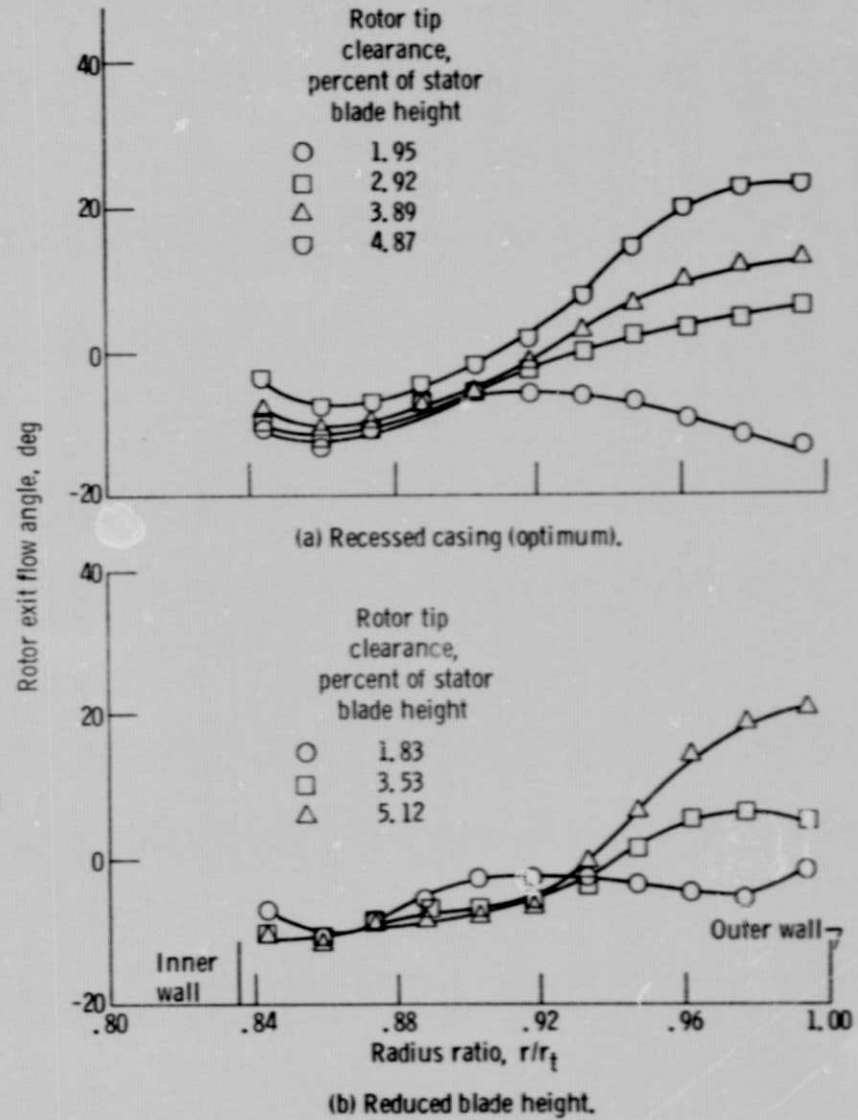 Rotor tip
clearance,
percent of stator
blade height
1.95
2.92
3.89
4.87
40
20
0
-20
(a) Recessed casing (optimum).
Rotor exit flow angle, deg
Rotor tip
clearance,
percent of stator
blade height
1.83
3.53
5.12
40
20
0
-20
Inner
wall
Outer wall
.80 .84 .88 .92 .96 1.00
Radius ratio, r/rt
(b) Reduced blade height.